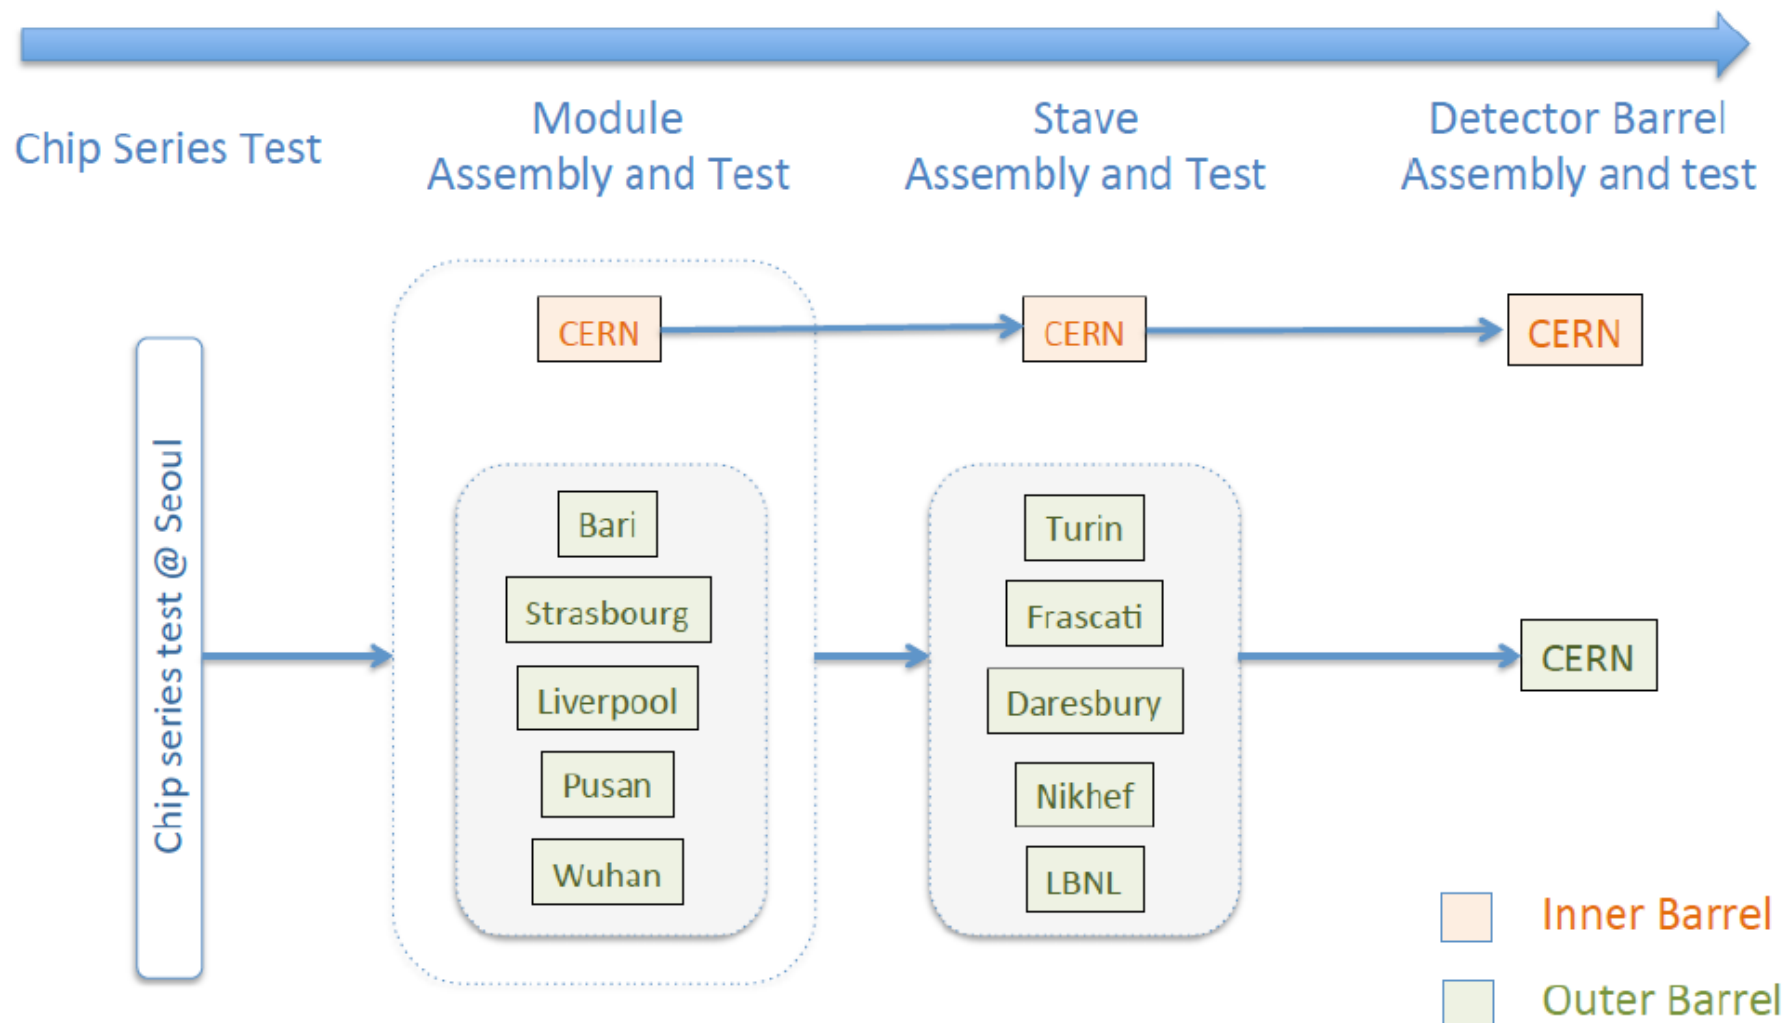 Chip Series Test
Module
Assembly and Test
Stave
Assembly and Test
Detector Barrel
Assembly and test
Chip series test @ Seoul
CERN
CERN
CERN
Bari
Strasbourg
Liverpool
Pusan
Wuhan
Turin
Frascati
Daresbury
Nikhef
LBNL
CERN
Inner Barrel
Outer Barrel